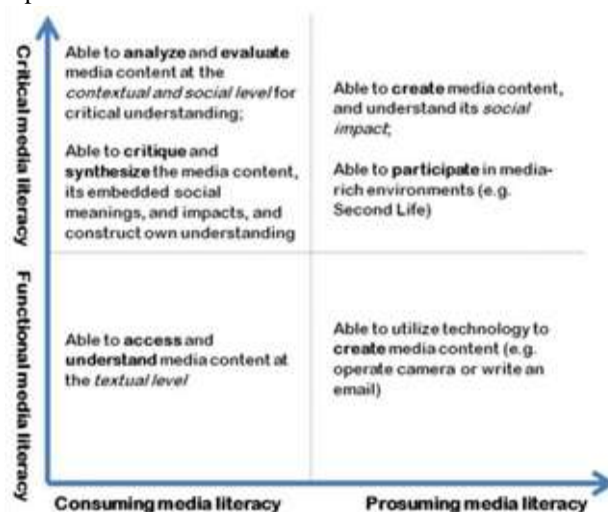 Critical media literacy
Able to analyze and evaluate
media content at the
contextual and social level for
critical understanding;
Able to critique and
synthesize the media content,
its embedded social
meanings, and impacts, and
construct own understanding
Able to create media content,
and understand its social
impact;
Able to participate in media-
rich environments (e.g.
Second Life)
Functional media literacy
Able to access and
understand media content at
the textual level
Able to utilize technology to
create media content (e.g.
operate camera or write an
email)
Consuming media literacy
Prosuming media literacy